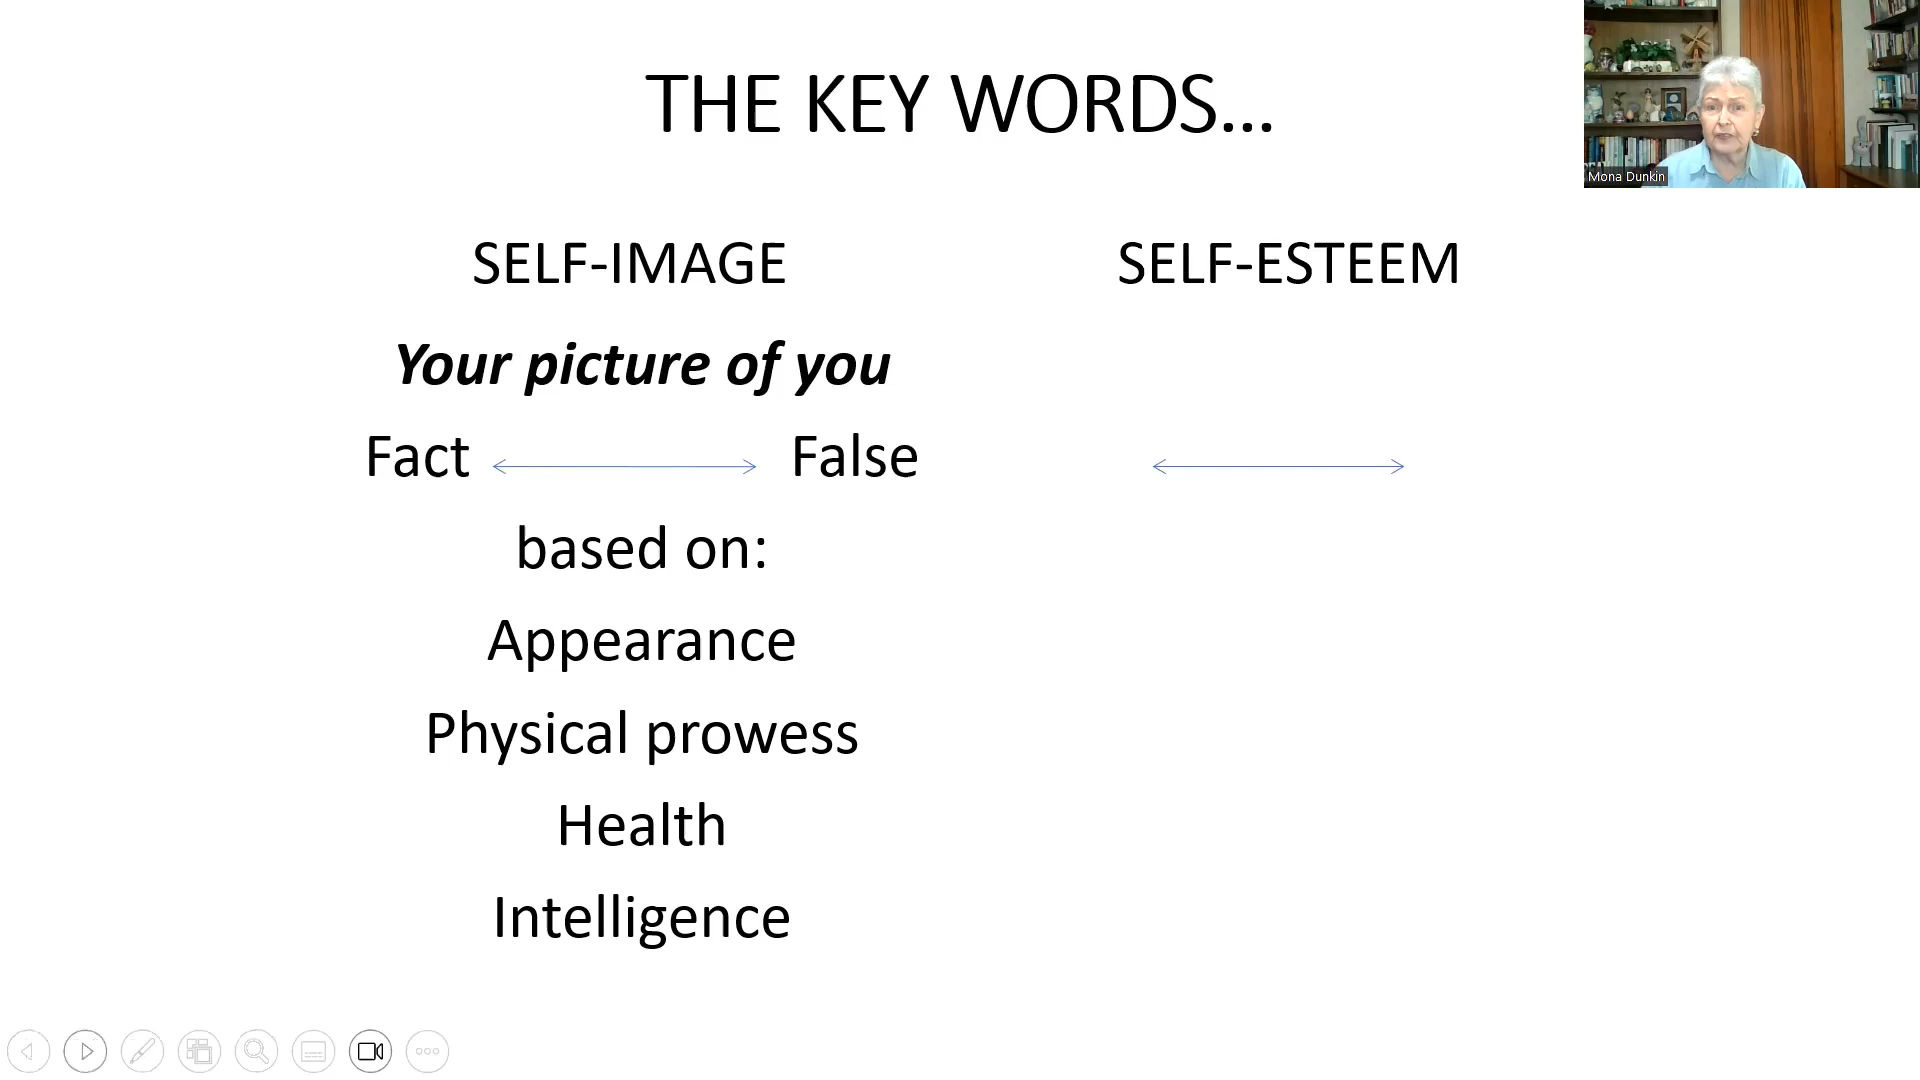 THE KEY WORDS...
Mona Dunkin
SELF-IMAGE
SELF-ESTEEM
Your picture of you
Fact False
based on:
Appearance
Physical prowess
Health
Intelligence